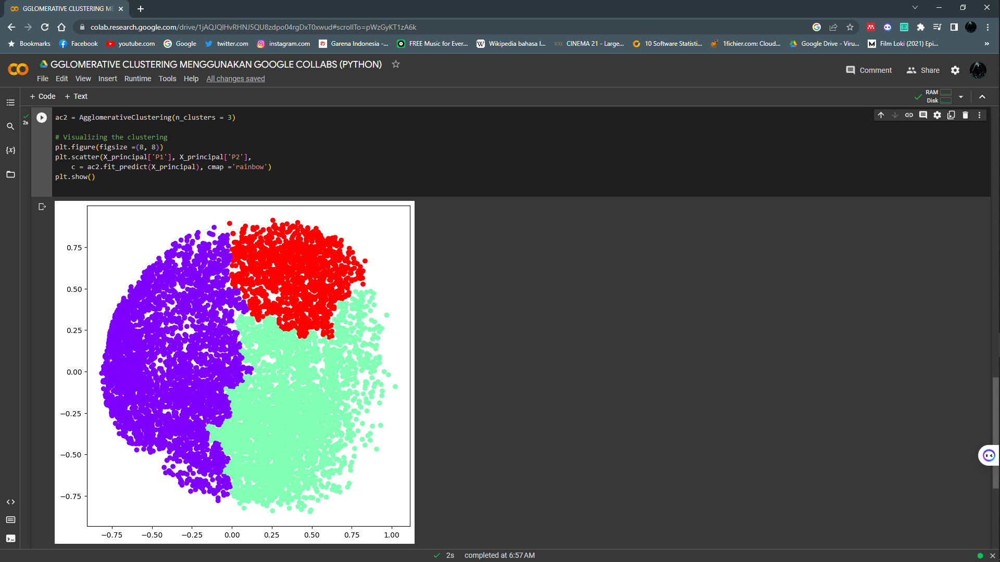 GGLOMERATIVE CLUSTERING ME
colab.research.google.com/drive/1jAQJQlHvRHNJ5QU8zdpo04rgDxT0xwud#scrollTo=pWzGyKT1zA6k
Bookmarks Facebook youtube.com Google twitter.com instagram.com Garena Indonesia -... FREE Music for Ever... Wikipedia bahasa I... CINEMA 21 - Large... 10 Software Statisti... 1fichier.com: Cloud... Google Drive - Viru... Film Loki (2021) Epi... »
GGLOMERATIVE CLUSTERING MENGGUNAKAN GOOGLE COLLABS (PYTHON)
Comment Share
File Edit View Insert Runtime Tools Help All changes saved
+ Code + Text
RAM
Disk
2s
{x}
ac2 = AgglomerativeClustering(n_clusters = 3)
# Visualizing the clustering
plt.figure(figsize =(8, 8))
plt.scatter(X_principal['P1'], X_principal['P2'],
c = ac2.fit_predict(X_principal), cmap ='rainbow')
plt.show()
0.75
0.50
0.25
0.00
−0.25
−0.50
−0.75
−0.75 −0.50 −0.25 0.00 0.25 0.50 0.75 1.00
2s completed at 6:57 AM